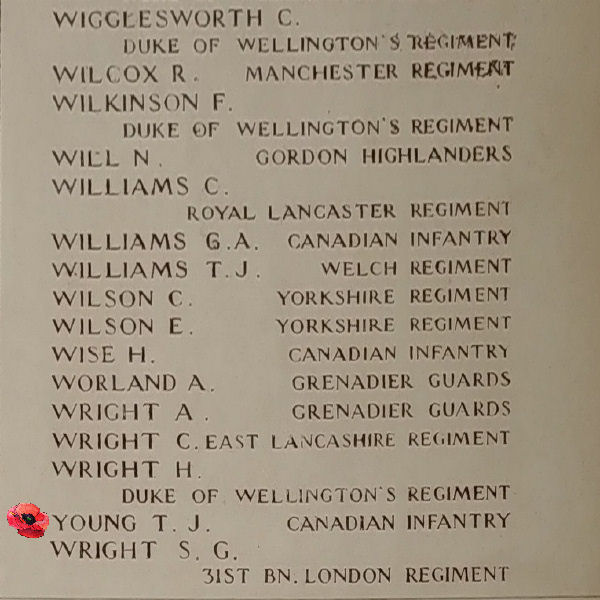 WIGGLESWORTH C.
DUKE OF WELLINGTON'S REGIMENT
WILCOX R. MANCHESTER REGIMENT
WILKINSON F.
DUKE OF WELLINGTON'S REGIMENT
WILL N. GORDON HIGHLANDERS
WILLIAMS C.
ROYAL LANCASTER REGIMENT
WILLIAMS G.A. CANADIAN INFANTRY
WILLIAMS T.J. WELCH REGIMENT
WILSON C. YORKSHIRE REGIMENT
WILSON E. YORKSHIRE REGIMENT
WISE H. CANADIAN INFANTRY
WORLAND A. GRENADIER GUARDS
WRIGHT A. GRENADIER GUARDS
WRIGHT C. EAST LANCASHIRE REGIMENT
WRIGHT H.
DUKE OF WELLINGTON'S REGIMENT
YOUNG T. J. CANADIAN INFANTRY
WRIGHT S. G.
31ST BN. LONDON REGIMENT